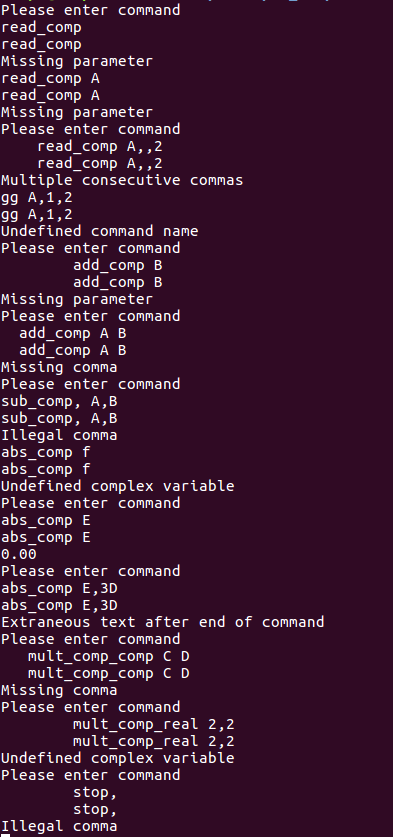 Please enter command
read_comp
read_comp
Missing parameter
read_comp A
read_comp A
Missing parameter
Please enter command
    read_comp A,,2
    read_comp A,,2
Multiple consecutive commas
gg A,1,2
gg A,1,2
Undefined command name
Please enter command
        add_comp B
        add_comp B
Missing parameter
Please enter command
  add_comp A B
  add_comp A B
Missing comma
Please enter command
sub_comp, A,B
sub_comp, A,B
Illegal comma
abs_comp f
abs_comp f
Undefined complex variable
Please enter command
abs_comp E
abs_comp E
0.00
Please enter command
abs_comp E,3D
abs_comp E,3D
Extraneous text after end of command
Please enter command
   mult_comp_comp C D
   mult_comp_comp C D
Missing comma
Please enter command
        mult_comp_real 2,2
        mult_comp_real 2,2
Undefined complex variable
Please enter command
        stop,
        stop,
Illegal comma